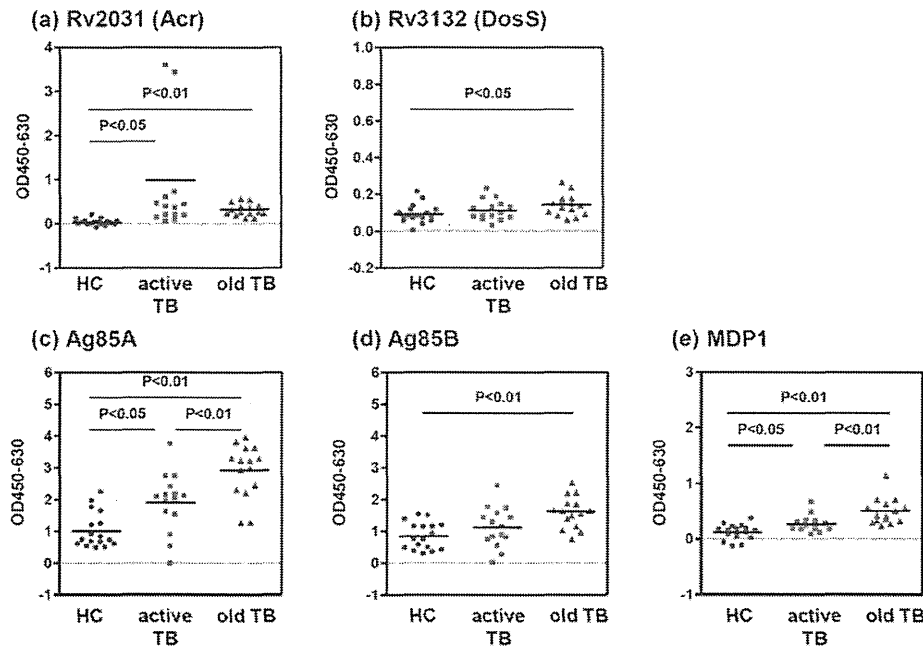 (a) Rv2031 (Acr)
4
3
2
1
0
-1
OD450-630
P<0.01
P<0.05
HC
active TB
old TB
(b) Rv3132 (DosS)
1.0
0.8
0.6
0.4
0.2
0.0
-0.2
OD450-630
P<0.05
HC
active TB
old TB
(c) Ag85A
6
5
4
3
2
1
0
-1
OD450-630
P<0.01
P<0.05
P<0.01
HC
active TB
old TB
(d) Ag85B
6
5
4
3
2
1
0
-1
OD450-630
P<0.01
HC
active TB
old TB
(e) MDP1
3
2
1
0
-1
OD450-630
P<0.01
P<0.05
P<0.01
HC
active TB
old TB